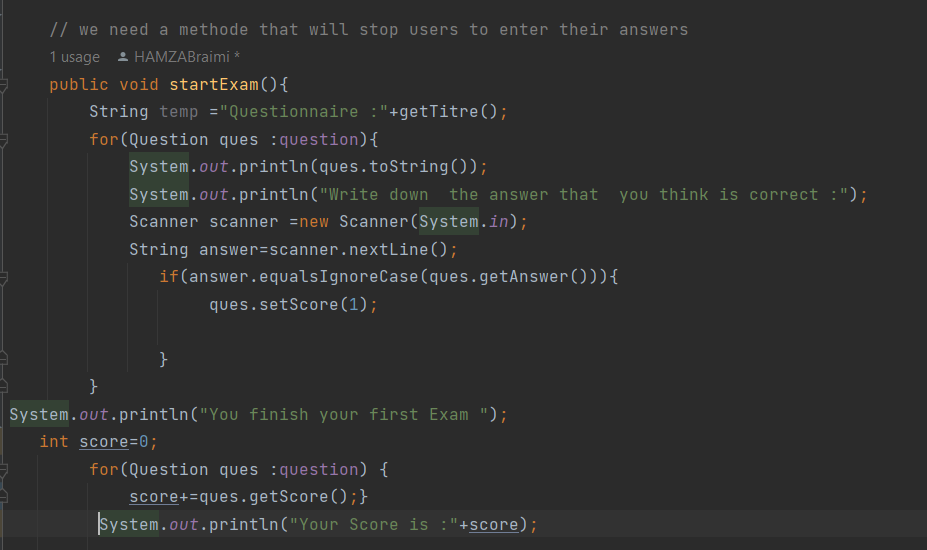 // we need a methode that will stop users to enter their answers
1 usage HAMZABraimi *
public void startExam(){
String temp ="Questionnaire :"+getTitre();
for(Question ques :question){
System.out.println(ques.toString());
System.out.println("Write down  the answer that  you think is correct :");
Scanner scanner =new Scanner(System.in);
String answer=scanner.nextLine();
if(answer.equalsIgnoreCase(ques.getAnswer())){
ques.setScore(1);
}
}
System.out.println("You finish your first Exam ");
int score=0;
for(Question ques :question) {
score+=ques.getScore();}
System.out.println("Your Score is :"+score);